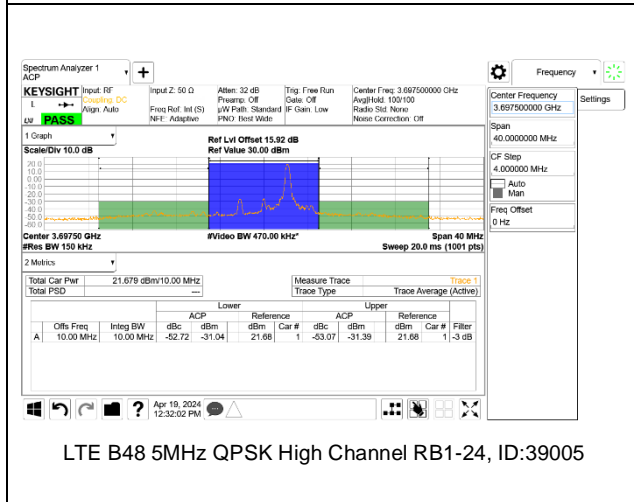 Spectrum Analyzer 1
ACP
Frequency
KEYSIGHT Input: RF Input Z: 50 Ω Atten: 32 dB Trig: Free Run Center Freq: 3.697500000 GHz
Coupling: DC Preamp: Off Gate: Off Avg|Hold: 100/100
Align: Auto Freq Ref: Int (S) µW Path: Standard IF Gain: Low Radio Std: None
PASS NFE: Adaptive PNO: Best Wide Noise Correction: Off
Center Frequency
3.697500000 GHz
Settings
Span
40.0000000 MHz
CF Step
4.000000 MHz
Auto
Man
Freq Offset
0 Hz
1 Graph
Scale/Div 10.0 dB
Ref Lvl Offset 15.92 dB
Ref Value 30.00 dBm
20.0
10.0
0.00
-10.0
-20.0
-30.0
-40.0
-50.0
-60.0
Center 3.69750 GHz #Video BW 470.00 kHz* Span 40 MHz
#Res BW 150 kHz Sweep 20.0 ms (1001 pts)
2 Metrics
Total Car Pwr 21.679 dBm/10.00 MHz Measure Trace Trace 1
Total PSD --- Trace Type Trace Average (Active)
Lower Upper
ACP Reference ACP Reference
Offs Freq Integ BW dBc dBm dBm Car # dBc dBm dBm Car # Filter
A 10.00 MHz 10.00 MHz -52.72 -31.04 21.68 1 -53.07 -31.39 21.68 1 -3 dB
Apr 19, 2024
12:32:02 PM
LTE B48 5MHz QPSK High Channel RB1-24, ID:39005